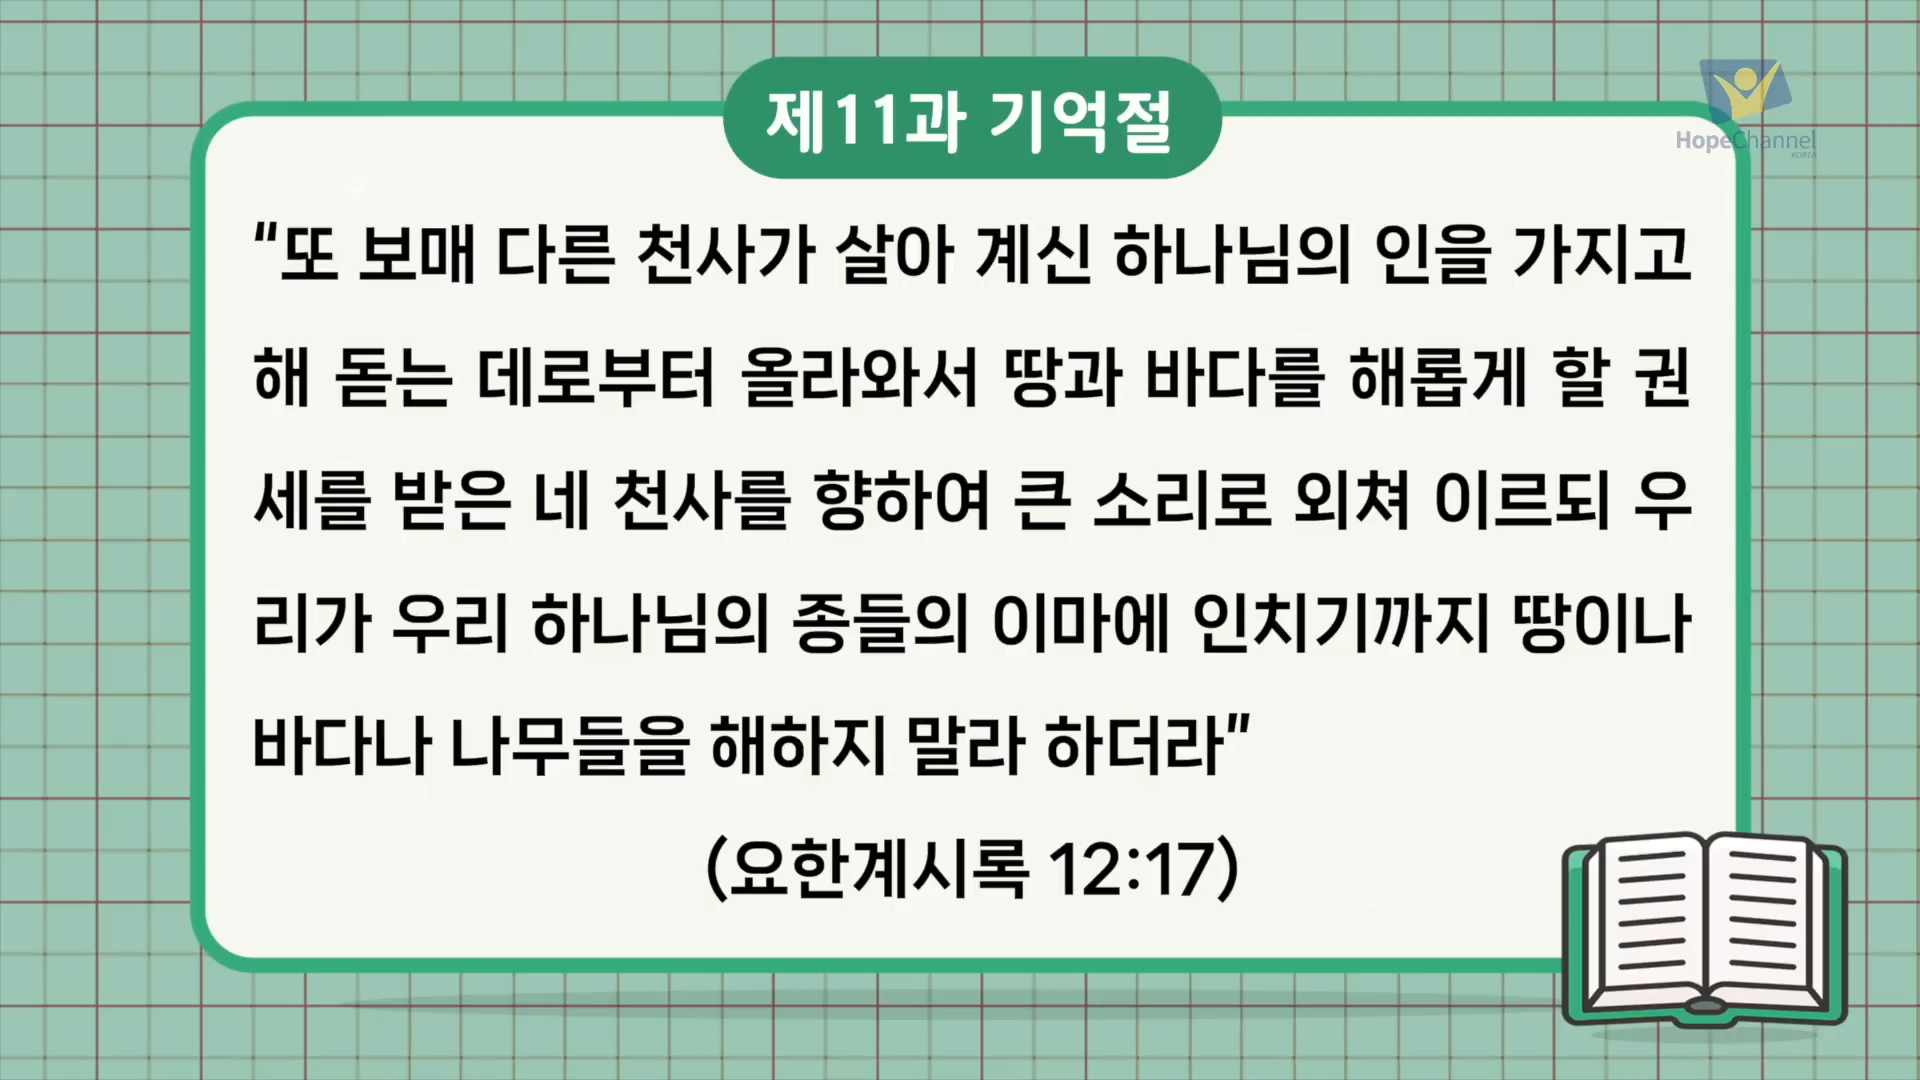 제11과 기억절
HopeChannel
KOREA
“또 보매 다른 천사가 살아 계신 하나님의 인을 가지고
해 돋는 데로부터 올라와서 땅과 바다를 해롭게 할 권
세를 받은 네 천사를 향하여 큰 소리로 외쳐 이르되 우
리가 우리 하나님의 종들의 이마에 인치기까지 땅이나
바다나 나무들을 해하지 말라 하더라”
(요한계시록 12:17)